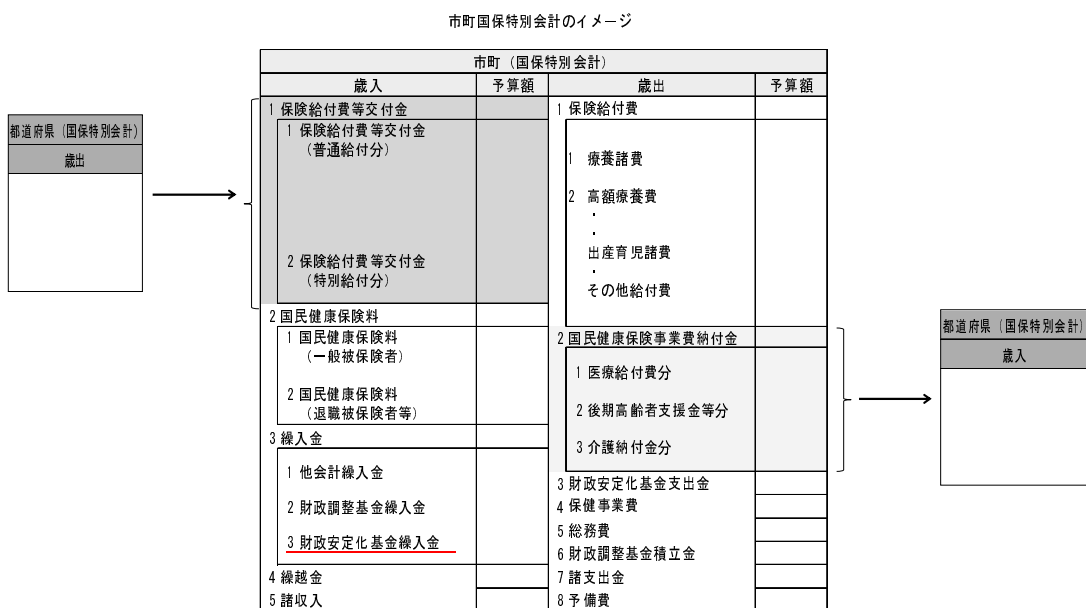 市町国保特別会計のイメージ
都道府県（国保特別会計）
歳出
市町（国保特別会計）
歳入 予算額 歳出 予算額
1 保険給付費等交付金
1 保険給付費等交付金
（普通給付分）
2 保険給付費等交付金
（特別給付分）
2 国民健康保険料
1 国民健康保険料
（一般被保険者）
2 国民健康保険料
（退職被保険者等）
3 繰入金
1 他会計繰入金
2 財政調整基金繰入金
3 財政安定化基金繰入金
4 繰越金
5 諸収入
1 保険給付費
1 療養諸費
2 高額療養費
・
・
出産育児諸費
・
その他給付費
2 国民健康保険事業費納付金
1 医療給付費分
2 後期高齢者支援金等分
3 介護納付金分
3 財政安定化基金支出金
4 保健事業費
5 総務費
6 財政調整基金積立金
7 諸支出金
8 予備費
都道府県（国保特別会計）
歳入